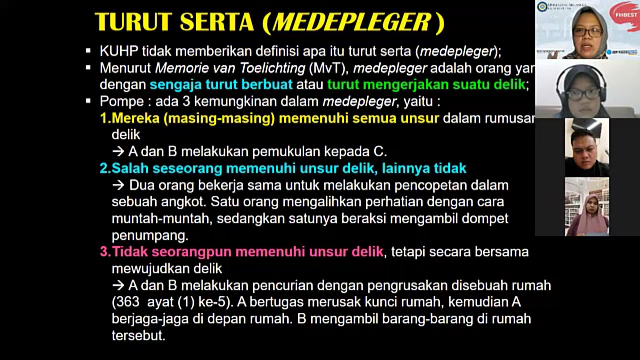 TURUT SERTA (MEDEPLEGER )
FHBEST
KUHP tidak memberikan definisi apa itu turut serta (medepleger);
Menurut Memorie van Toelichting (MvT), medepleger adalah orang yan
dengan sengaja turut berbuat atau turut mengerjakan suatu delik;
Pompe : ada 3 kemungkinan dalam medepleger, yaitu :
1.Mereka (masing-masing) memenuhi semua unsur dalam rumusan
delik
→ A dan B melakukan pemukulan kepada C.
2.Salah seseorang memenuhi unsur delik, lainnya tidak
→ Dua orang bekerja sama untuk melakukan pencopetan dalam
sebuah angkot. Satu orang mengalihkan perhatian dengan cara
muntah-muntah, sedangkan satunya beraksi mengambil dompet
penumpang.
3.Tidak seorangpun memenuhi unsur delik, tetapi secara bersama
mewujudkan delik
→ A dan B melakukan pencurian dengan pengrusakan disebuah rumah
(363 ayat (1) ke-5). A bertugas merusak kunci rumah, kemudian A
berjaga-jaga di depan rumah. B mengambil barang-barang di rumah
tersebut.